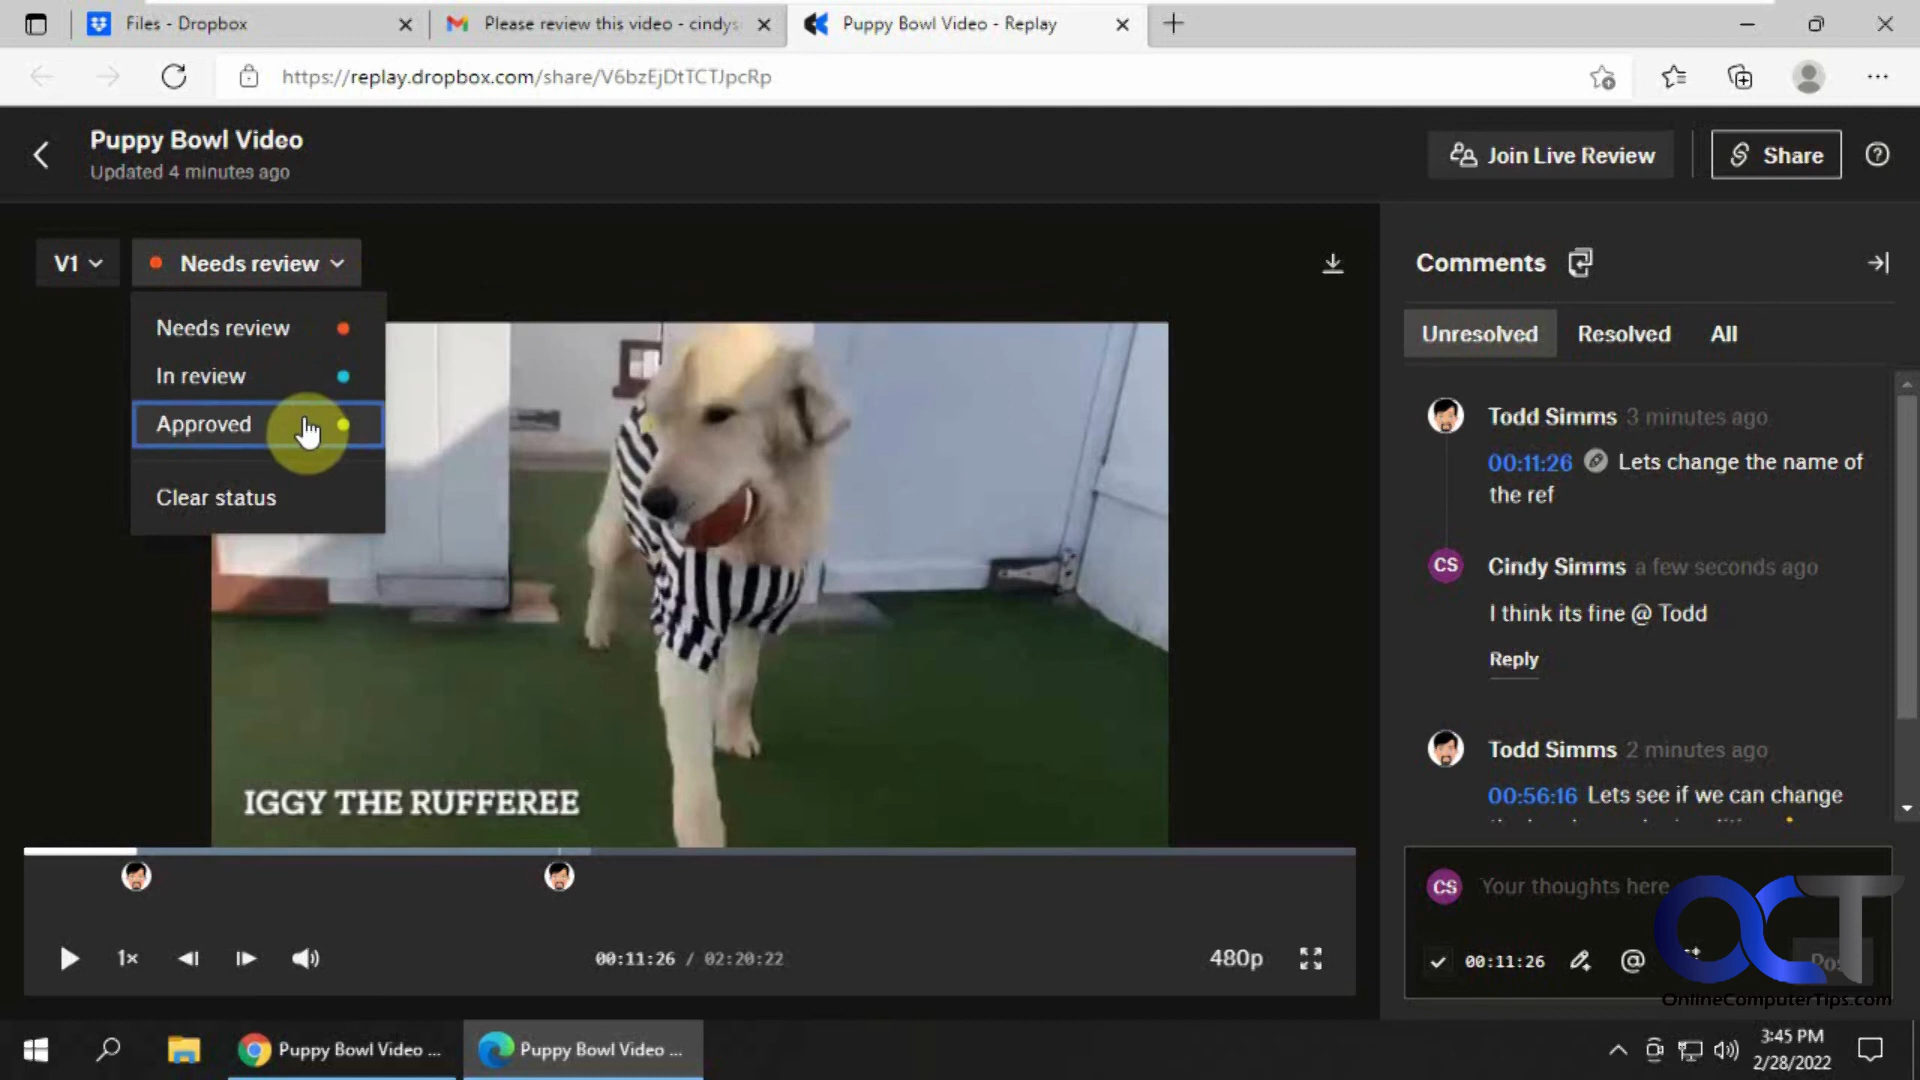 Files - Dropbox
Please review this video - cindys
Puppy Bowl Video - Replay
https://replay.dropbox.com/share/V6bzEjDtTCTJpcRp
Puppy Bowl Video
Updated 4 minutes ago
Join Live Review
Share
V1
Needs review
Needs review
In review
Approved
Clear status
IGGY THE RUFFEREE
1×
00:11:26 / 02:20:22
480p
Comments
Unresolved
Resolved
All
Todd Simms 3 minutes ago
00:11:26 Lets change the name of
the ref
CS
Cindy Simms a few seconds ago
I think its fine @ Todd
Reply
Todd Simms 2 minutes ago
00:56:16 Lets see if we can change
CS
Your thoughts here
00:11:26
@
OCT
OnlineComputerTips.com
Puppy Bowl Video ...
Puppy Bowl Video ...
3:45 PM
2/28/2022